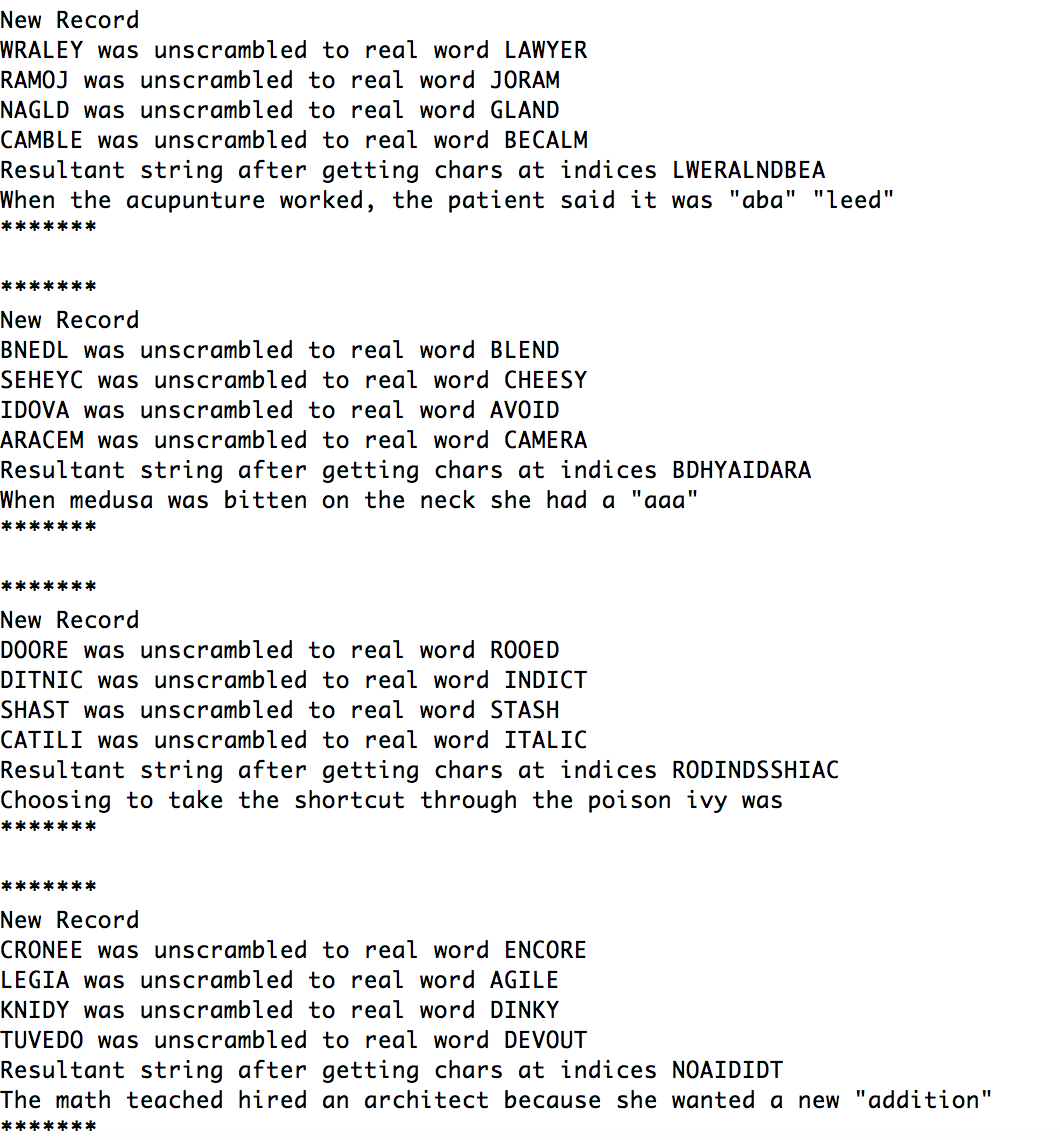 New Record
WRALEY was unscrambled to real word LAWYER
RAMOJ was unscrambled to real word JORAM
NAGLD was unscrambled to real word GLAND
CAMBLE was unscrambled to real word BECALM
Resultant string after getting chars at indices LWERALNDBEA
When the acupunture worked, the patient said it was "aba" "leed"
*******
*******
New Record
BNEDL was unscrambled to real word BLEND
SEHEYC was unscrambled to real word CHEESY
IDOVA was unscrambled to real word AVOID
ARACEM was unscrambled to real word CAMERA
Resultant string after getting chars at indices BDHYAIDARA
When medusa was bitten on the neck she had a "aaa"
*******
*******
New Record
DOORE was unscrambled to real word ROOED
DITNIC was unscrambled to real word INDICT
SHAST was unscrambled to real word STASH
CATILI was unscrambled to real word ITALIC
Resultant string after getting chars at indices RODINDSSHIAC
Choosing to take the shortcut through the poison ivy was
*******
*******
New Record
CRONEE was unscrambled to real word ENCORE
LEGIA was unscrambled to real word AGILE
KNIDY was unscrambled to real word DINKY
TUVEDO was unscrambled to real word DEVOUT
Resultant string after getting chars at indices NOAIDIDT
The math teached hired an architect because she wanted a new "addition"
*******